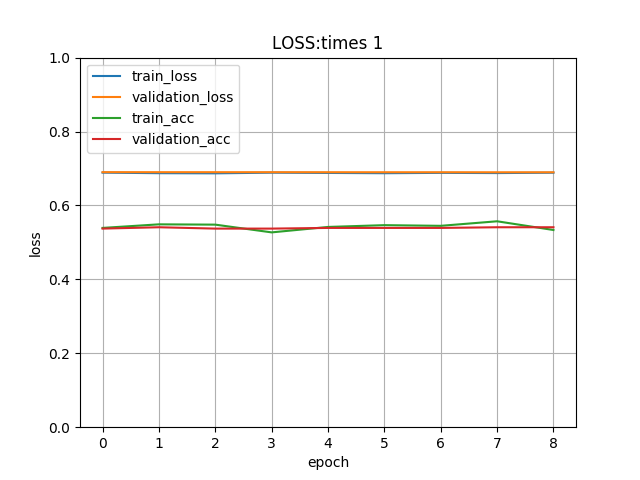 LOSS:times 1
1.0
0.8
0.6
0.4
0.2
0.0
loss
train_loss
validation_loss
train_acc
validation_acc
0 1 2 3 4 5 6 7 8
epoch